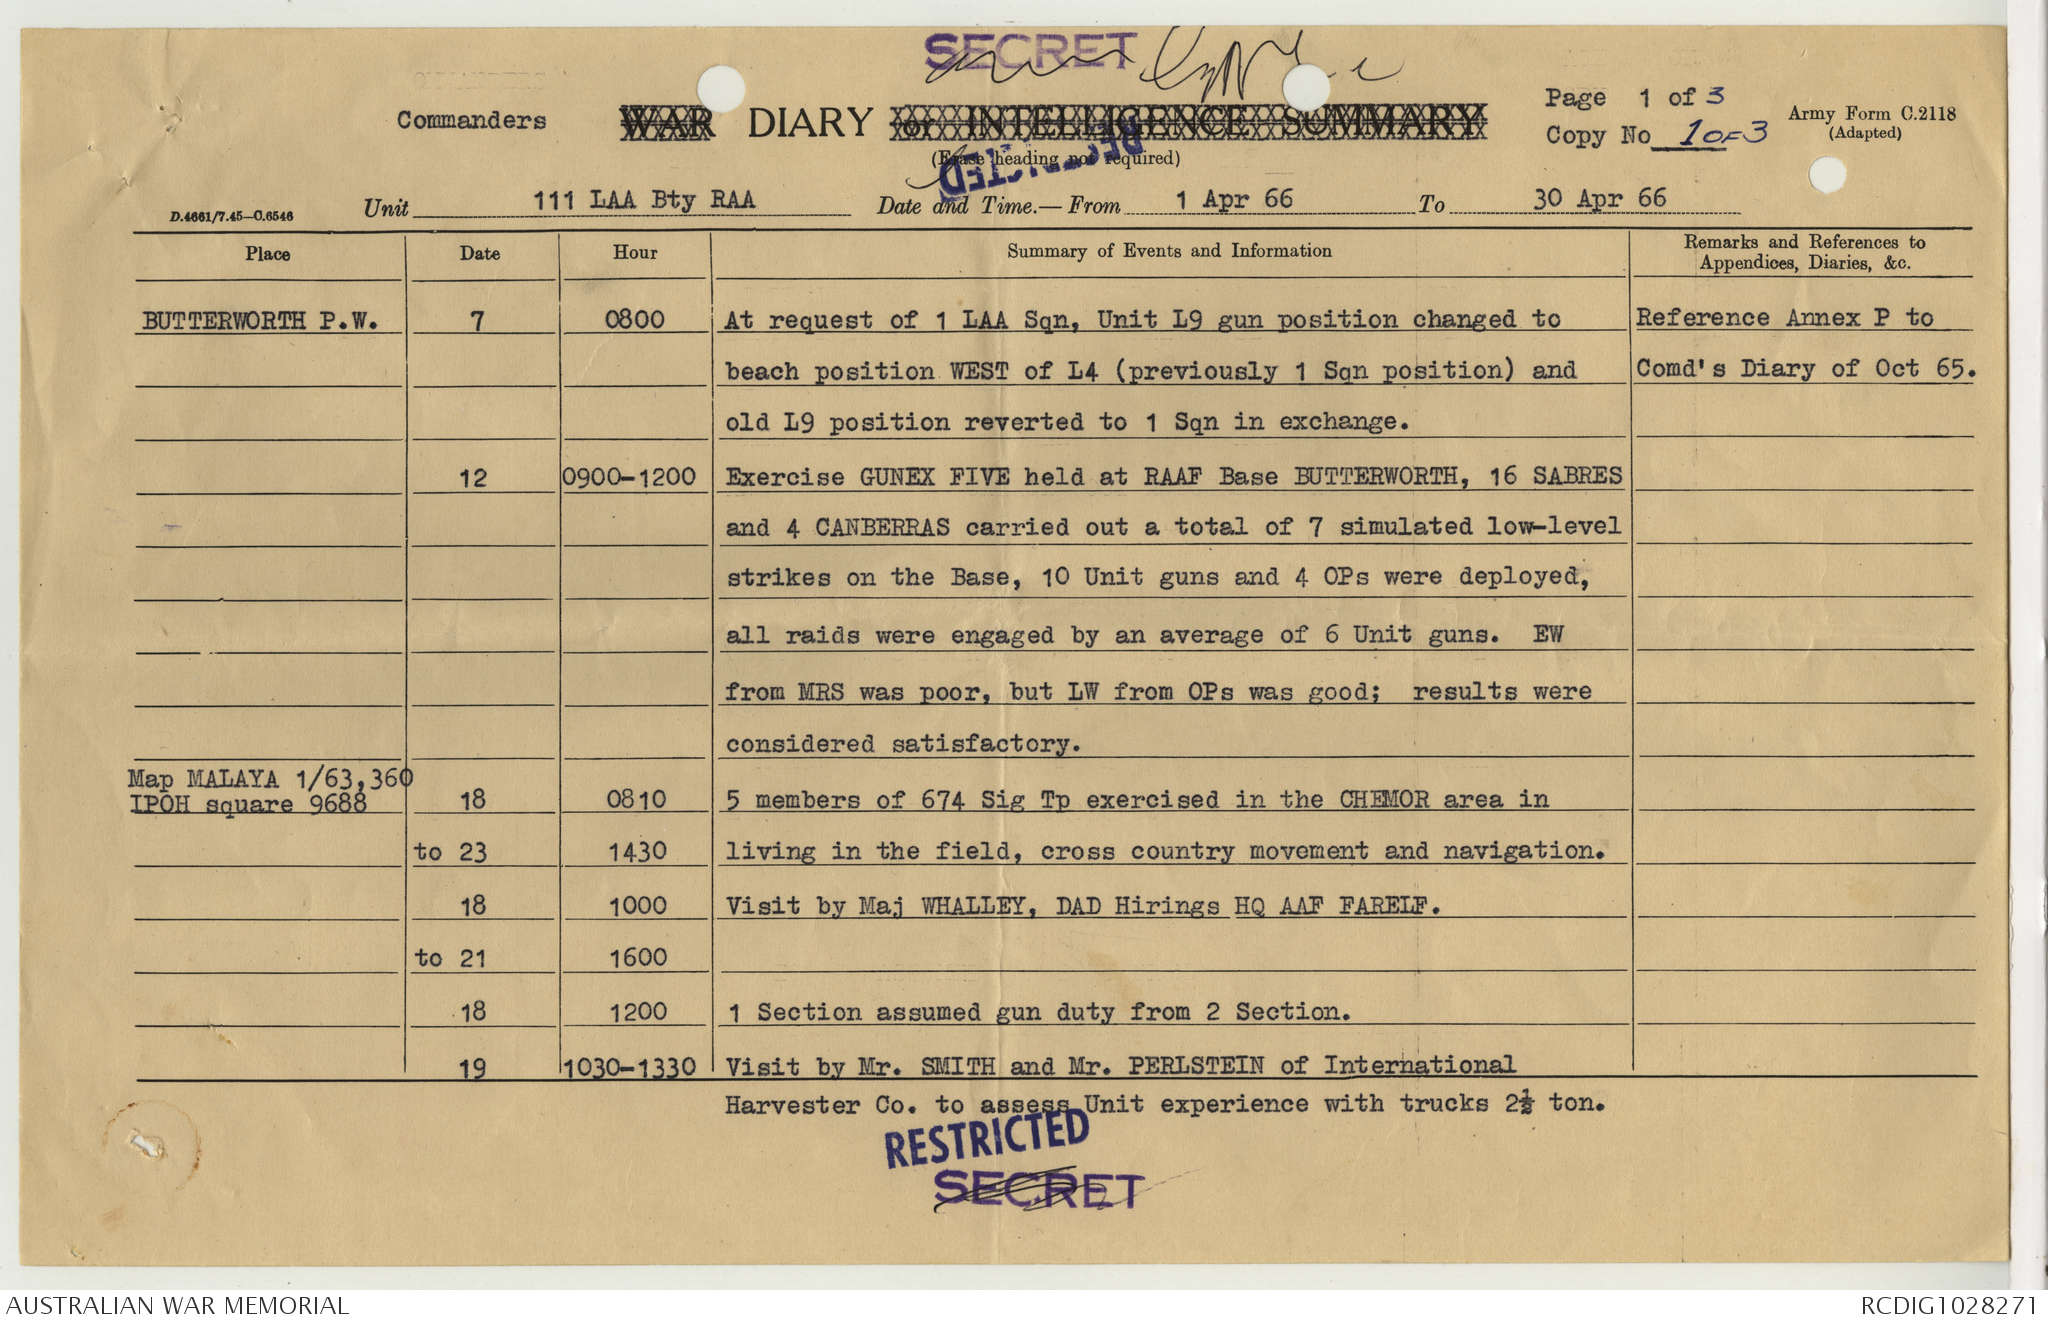 SECRET
Page 1 of 3
Army Form C.2118
Commanders WAR DIARY or INTELLIGENCE SUMMARY
(Adapted)
Copy No 1 OF 3
(Erase heading not required)
RESTRICTED
D.4661/7.45—C.6546 Unit 111 LAA Bty RAA Date and Time.— From 1 Apr 66 To 30 Apr 66
Place Date Hour Summary of Events and Information Remarks and References to
Appendices, Diaries, &c.
BUTTERWORTH P.W. 7 0800 At request of 1 LAA Sqn, Unit L9 gun position changed to Reference Annex P to
beach position WEST of L4 (previously 1 Sqn position) and Comd's Diary of Oct 65.
old L9 position reverted to 1 Sqn in exchange.
12 0900-1200 Exercise GUNEX FIVE held at RAAF Base BUTTERWORTH, 16 SABRES
and 4 CANBERRAS carried out a total of 7 simulated low-level
strikes on the Base, 10 Unit guns and 4 OPs were deployed,
all raids were engaged by an average of 6 Unit guns. EW
from MRS was poor, but LW from OPs was good; results were
considered satisfactory.
Map MALAYA 1/63,360
IPOH square 9688 18 0810 5 members of 674 Sig Tp exercised in the CHEMOR area in
to 23 1430 living in the field, cross country movement and navigation.
18 1000 Visit by Maj WHALLEY, DAD Hirings HQ AAF FARELF.
to 21 1600
18 1200 1 Section assumed gun duty from 2 Section.
19 1030-1330 Visit by Mr. SMITH and Mr. PERLSTEIN of International
Harvester Co. to assess Unit experience with trucks 2½ ton.
RESTRICTED
SECRET
AUSTRALIAN WAR MEMORIAL RCDIG1028271